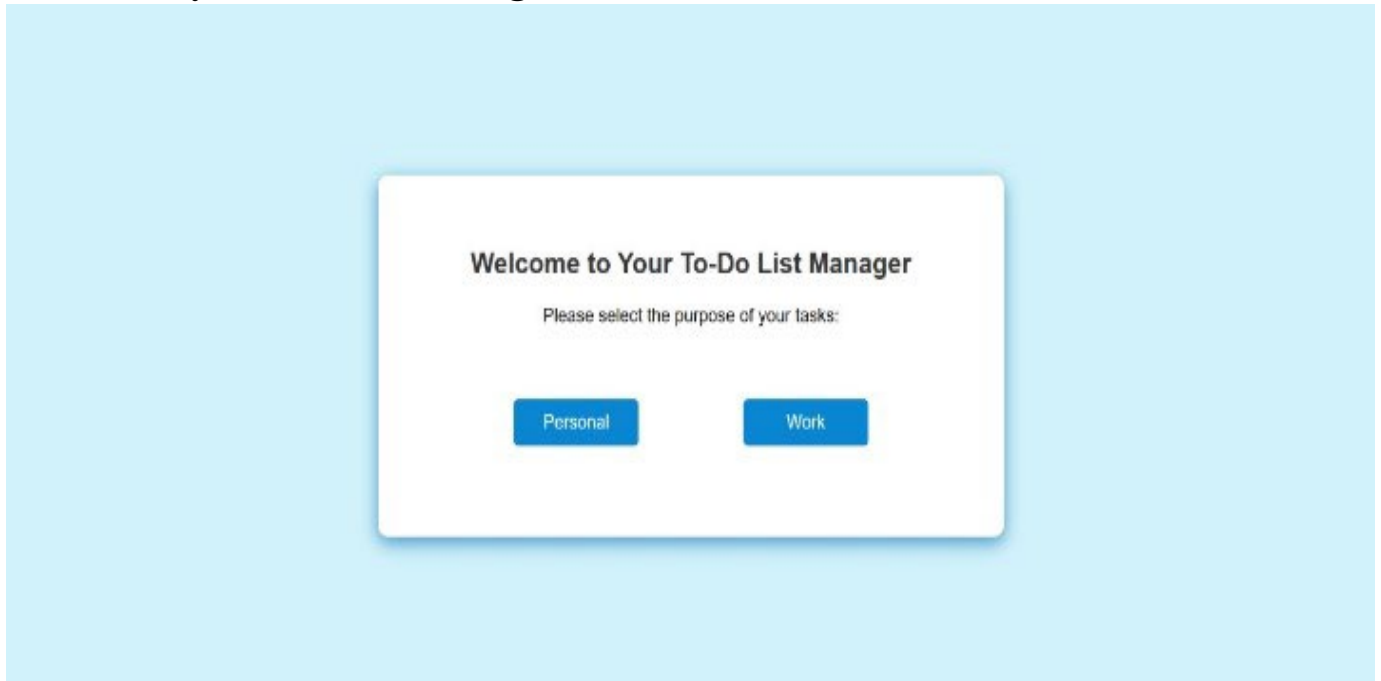 Welcome to Your To-Do List Manager
Please select the purpose of your tasks:
Personal Work